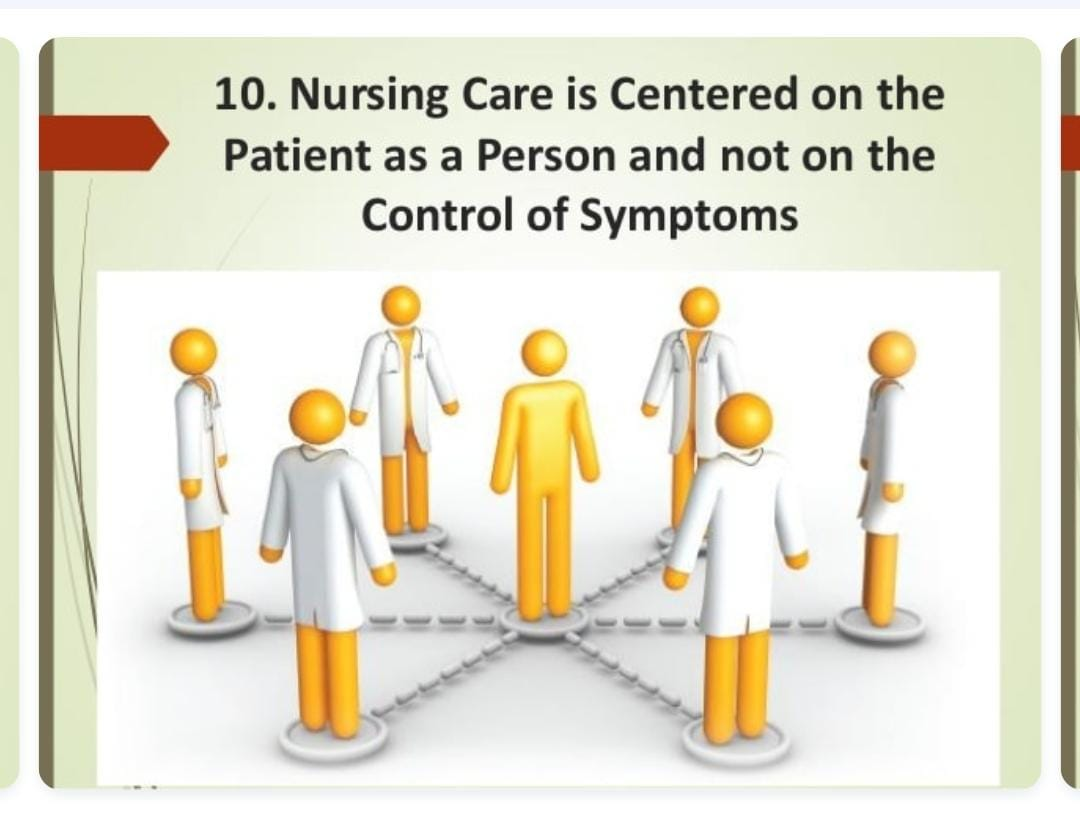 10. Nursing Care is Centered on the
Patient as a Person and not on the
Control of Symptoms